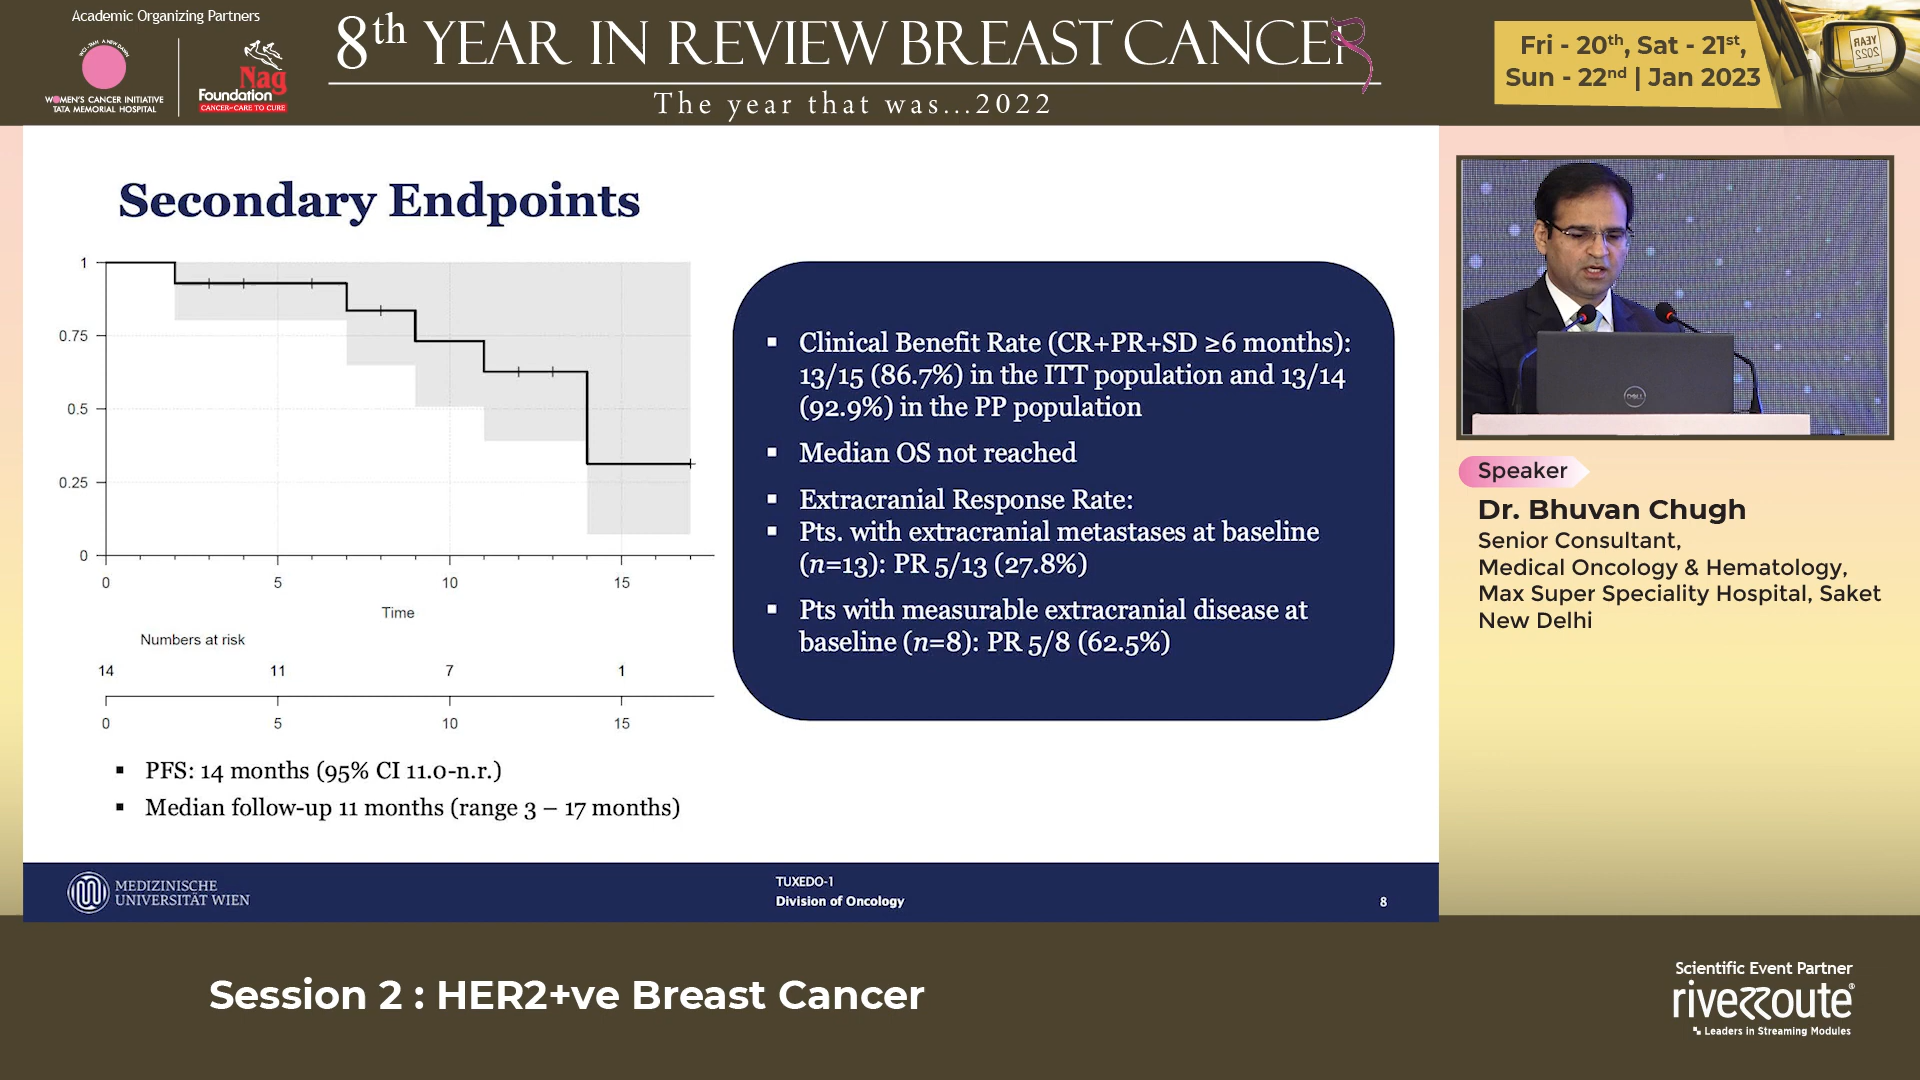 Academic Organizing Partners
WOMEN'S CANCER INITIATIVE
TATA MEMORIAL HOSPITAL
Nag
Foundation
CANCER-CARE TO CURE
8th YEAR IN REVIEW BREAST CANCER
The year that was...2022
Fri - 20th, Sat - 21st,
Sun - 22nd | Jan 2023
YEAR
2022
Secondary Endpoints
1
0.75
0.5
0.25
0
0 5 10 15
Time
Numbers at risk
14 11 7 1
0 5 10 15
▪ PFS: 14 months (95% CI 11.0-n.r.)
▪ Median follow-up 11 months (range 3 – 17 months)
▪ Clinical Benefit Rate (CR+PR+SD ≥6 months):
13/15 (86.7%) in the ITT population and 13/14
(92.9%) in the PP population
▪ Median OS not reached
▪ Extracranial Response Rate:
▪ Pts. with extracranial metastases at baseline
(n=13): PR 5/13 (27.8%)
▪ Pts with measurable extracranial disease at
baseline (n=8): PR 5/8 (62.5%)
MEDIZINISCHE
UNIVERSITÄT WIEN
TUXEDO-1
Division of Oncology
8
DELL
Speaker
Dr. Bhuvan Chugh
Senior Consultant,
Medical Oncology & Hematology,
Max Super Speciality Hospital, Saket
New Delhi
Session 2 : HER2+ve Breast Cancer
Scientific Event Partner
riverroute®
Leaders in Streaming Modules